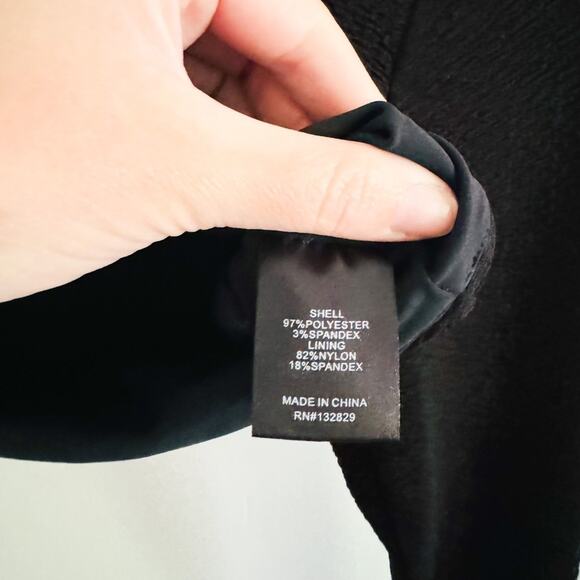 SHELL
97%POLYESTER
3%SPANDEX
LINING
82%NYLON
18%SPANDEX
MADE IN CHINA
RN#132829